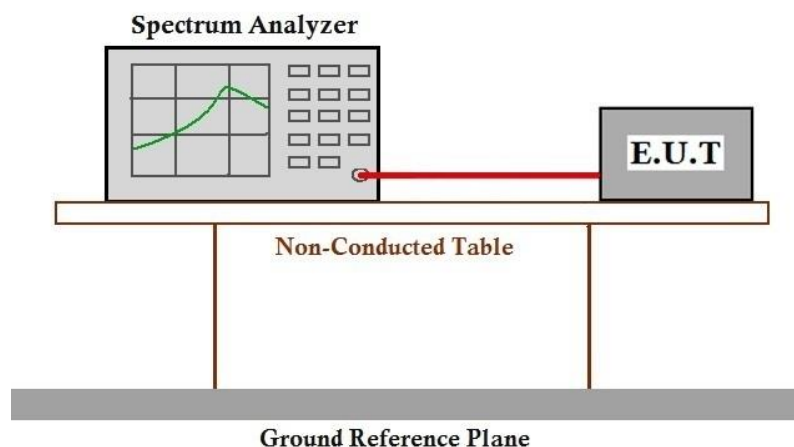 Spectrum Analyzer
E.U.T
Non-Conducted Table
Ground Reference Plane